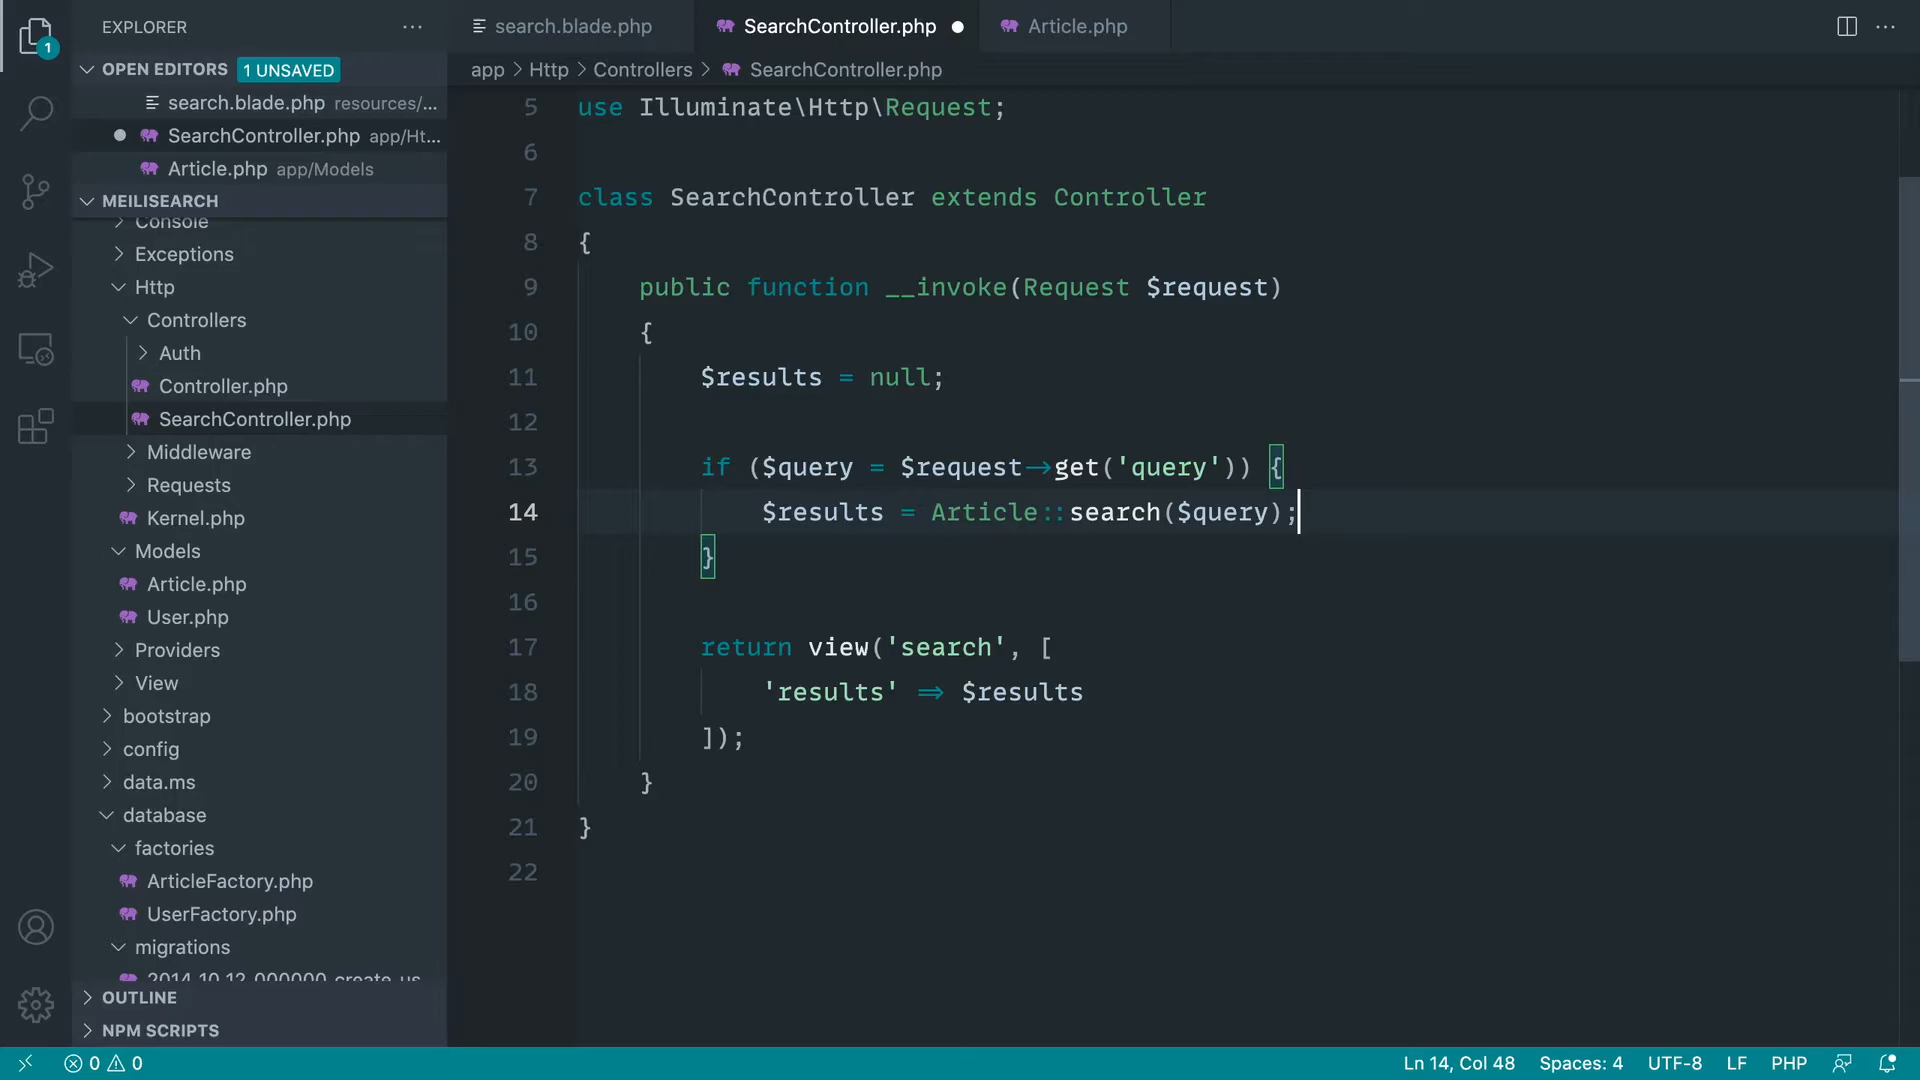 EXPLORER
OPEN EDITORS 1 UNSAVED
search.blade.php resources/...
SearchController.php app/Ht...
Article.php app/Models
MEILISEARCH
Console
Exceptions
Http
Controllers
Auth
Controller.php
SearchController.php
Middleware
Requests
Kernel.php
Models
Article.php
User.php
Providers
View
bootstrap
config
data.ms
database
factories
ArticleFactory.php
UserFactory.php
migrations
2014_10_12_000000_create_us
OUTLINE
NPM SCRIPTS
1
search.blade.php SearchController.php Article.php
app > Http > Controllers > SearchController.php
5 use Illuminate\Http\Request;
6
7 class SearchController extends Controller
8 {
9 public function __invoke(Request $request)
10 {
11 $results = null;
12
13 if ($query = $request->get('query')) {
14 $results = Article::search($query);
15 }
16
17 return view('search', [
18 'results' => $results
19 ]);
20 }
21 }
22
0 0 Ln 14, Col 48 Spaces: 4 UTF-8 LF PHP